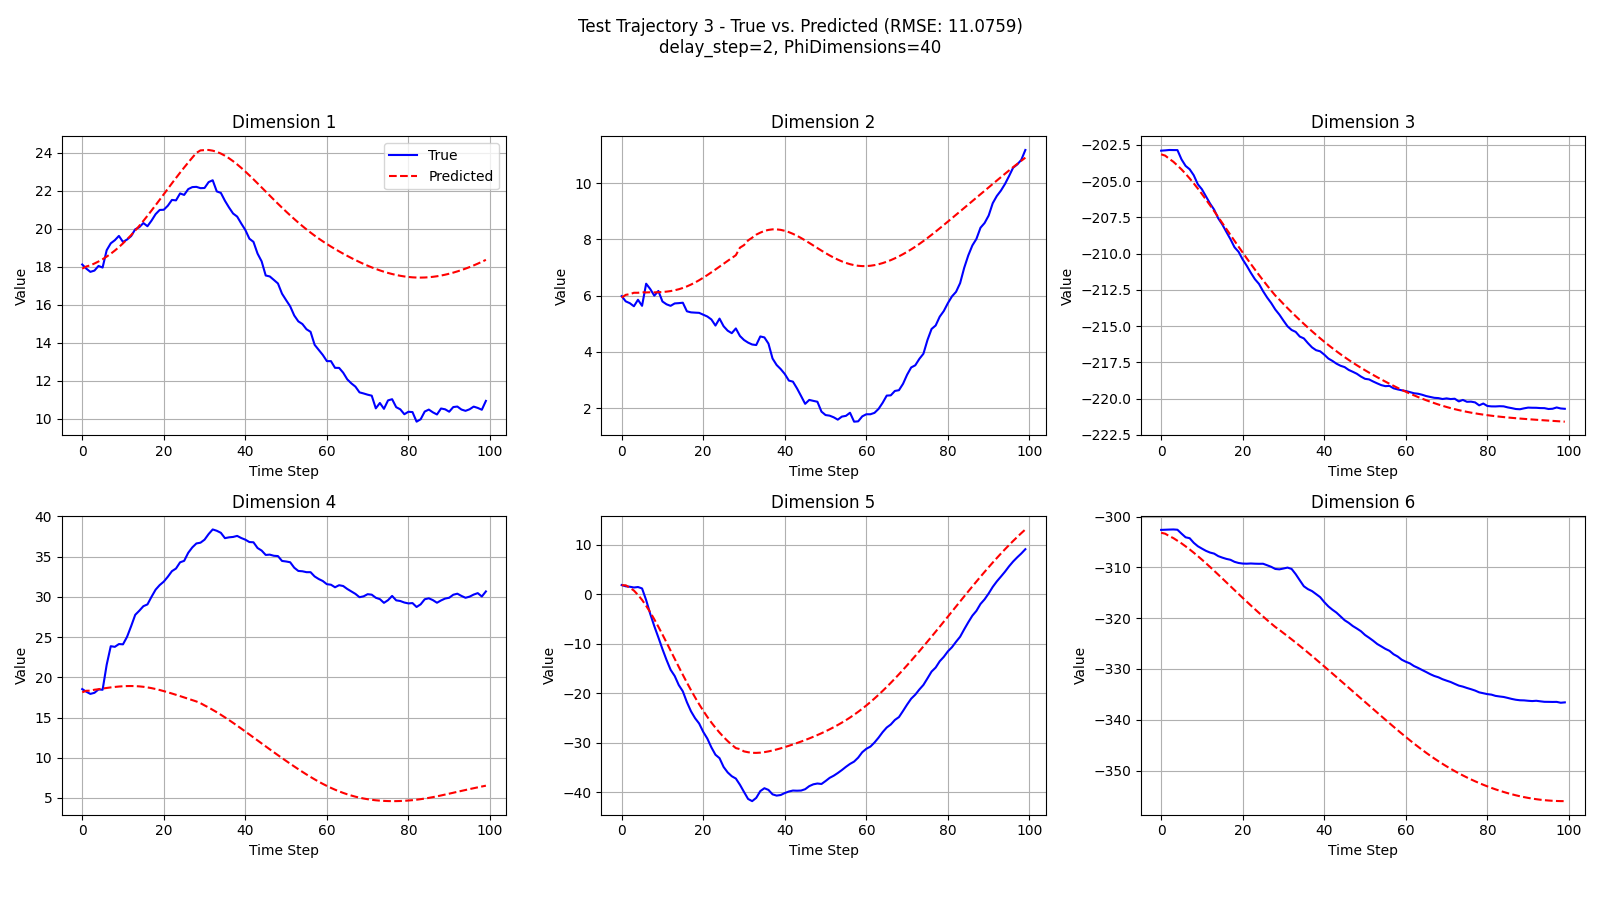 Test Trajectory 3 - True vs. Predicted (RMSE: 11.0759)
delay_step=2, PhiDimensions=40
Dimension 1
Value
24
22
20
18
16
14
12
10
0 20 40 60 80 100
Time Step
True
Predicted
Dimension 2
Value
10
8
6
4
2
0 20 40 60 80 100
Time Step
Dimension 3
Value
−202.5
−205.0
−207.5
−210.0
−212.5
−215.0
−217.5
−220.0
−222.5
0 20 40 60 80 100
Time Step
Dimension 4
Value
40
35
30
25
20
15
10
5
0 20 40 60 80 100
Time Step
Dimension 5
Value
10
0
−10
−20
−30
−40
0 20 40 60 80 100
Time Step
Dimension 6
Value
−300
−310
−320
−330
−340
−350
0 20 40 60 80 100
Time Step